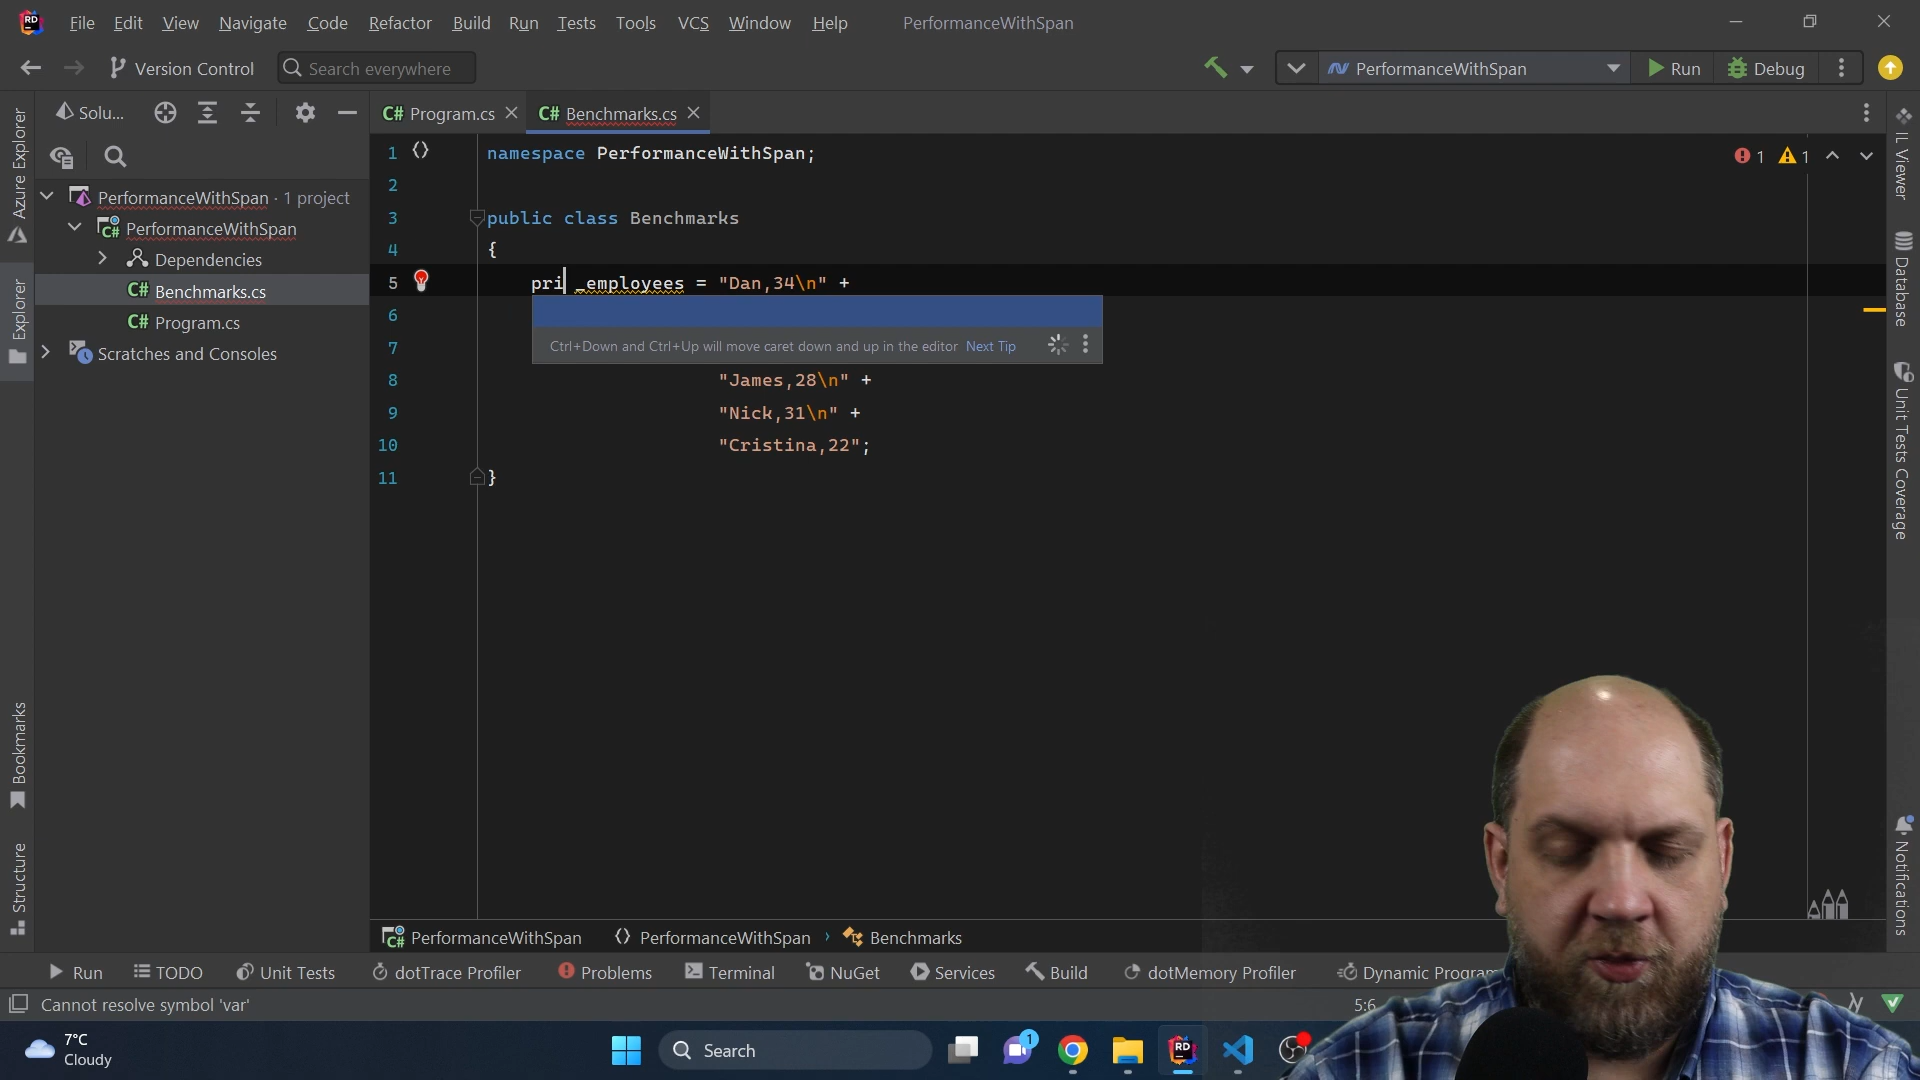 File Edit View Navigate Code Refactor Build Run Tests Tools VCS Window Help PerformanceWithSpan
Version Control Search everywhere PerformanceWithSpan Run Debug
Azure Explorer
Explorer
Bookmarks
Structure
Solu...
PerformanceWithSpan · 1 project
C# PerformanceWithSpan
Dependencies
C# Benchmarks.cs
C# Program.cs
Scratches and Consoles
C# Program.cs C# Benchmarks.cs
1 namespace PerformanceWithSpan; 1 1
2
3 public class Benchmarks
4 {
5 pri _employees = "Dan,34\n" +
6
Ctrl+Down and Ctrl+Up will move caret down and up in the editor Next Tip
7
8 "James,28\n" +
9 "Nick,31\n" +
10 "Cristina,22";
11 }
IL Viewer
Database
Unit Tests Coverage
Notifications
C# PerformanceWithSpan PerformanceWithSpan › Benchmarks
Run TODO Unit Tests dotTrace Profiler Problems Terminal NuGet Services Build dotMemory Profiler Dynamic Program
Cannot resolve symbol 'var' 5:6
7°C
Cloudy
Search
1
RD